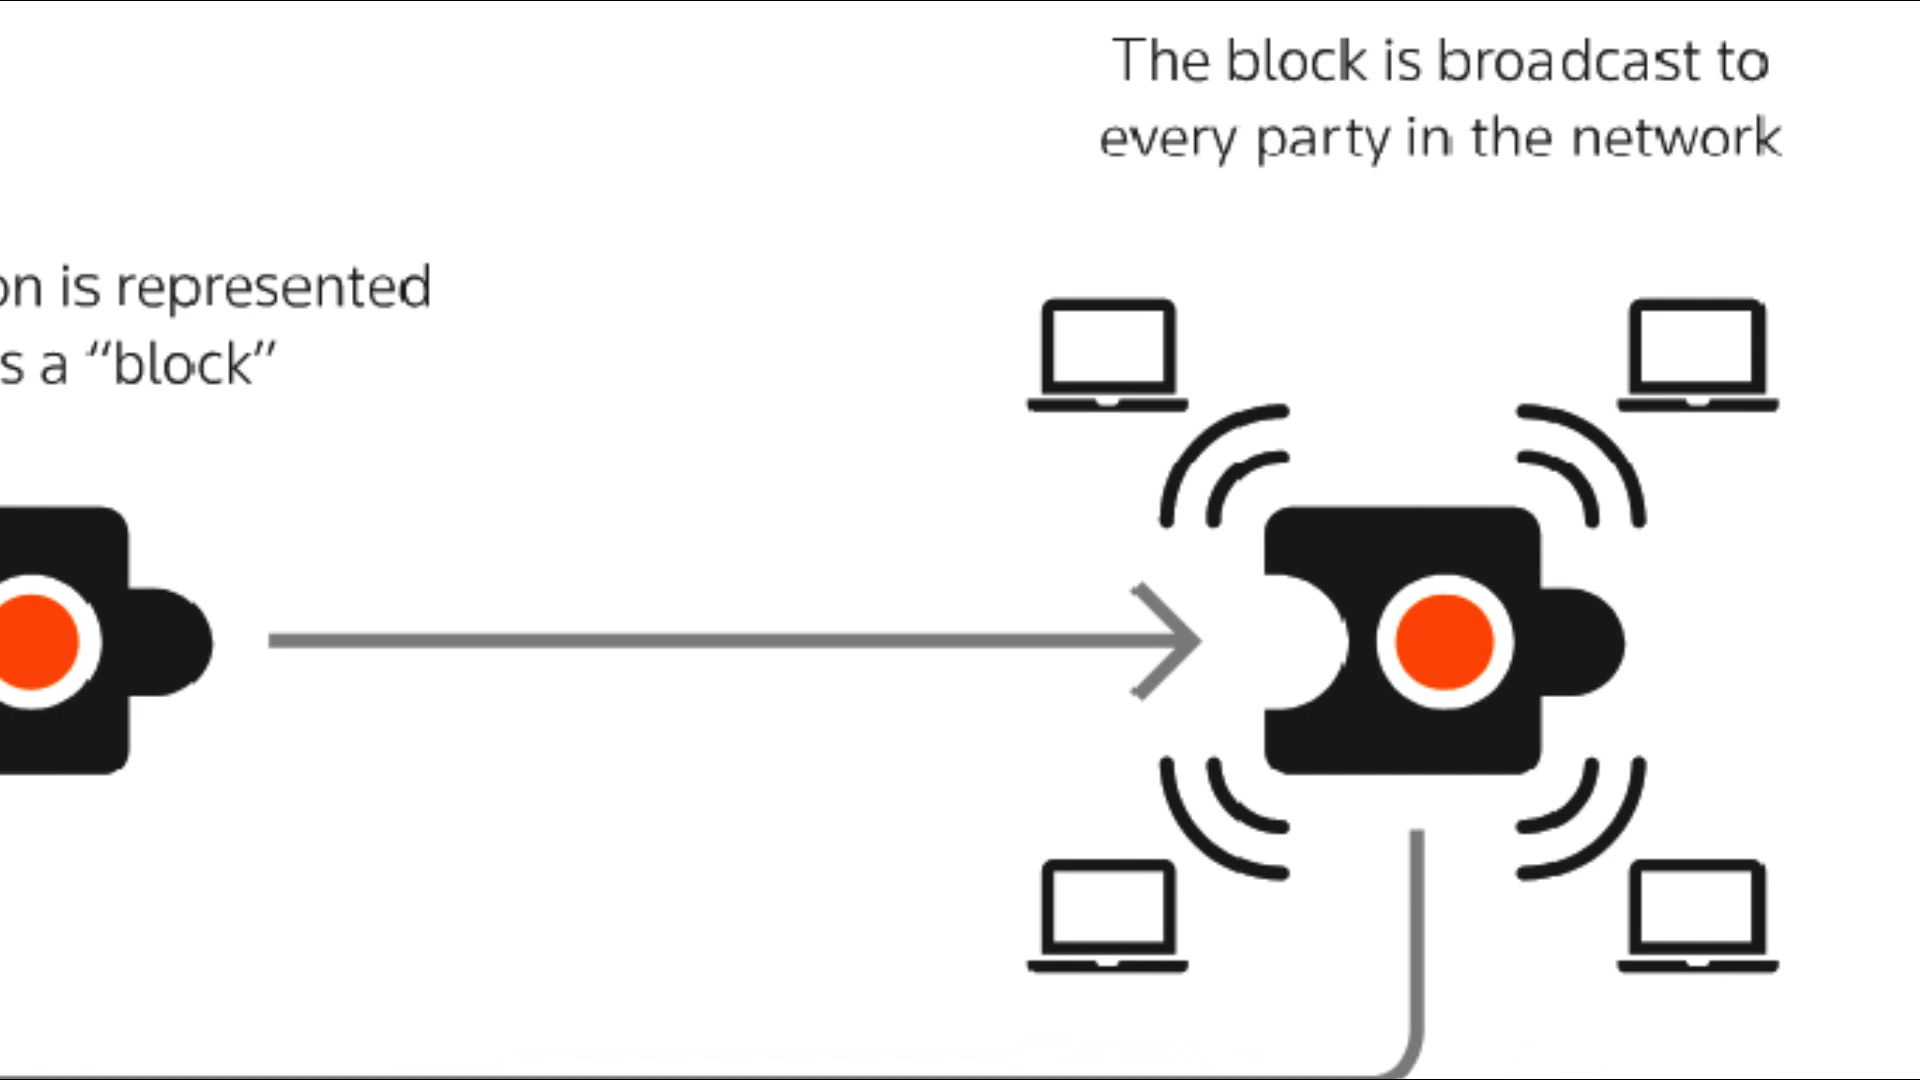 The block is broadcast to
every party in the network
on is represented
s a “block”